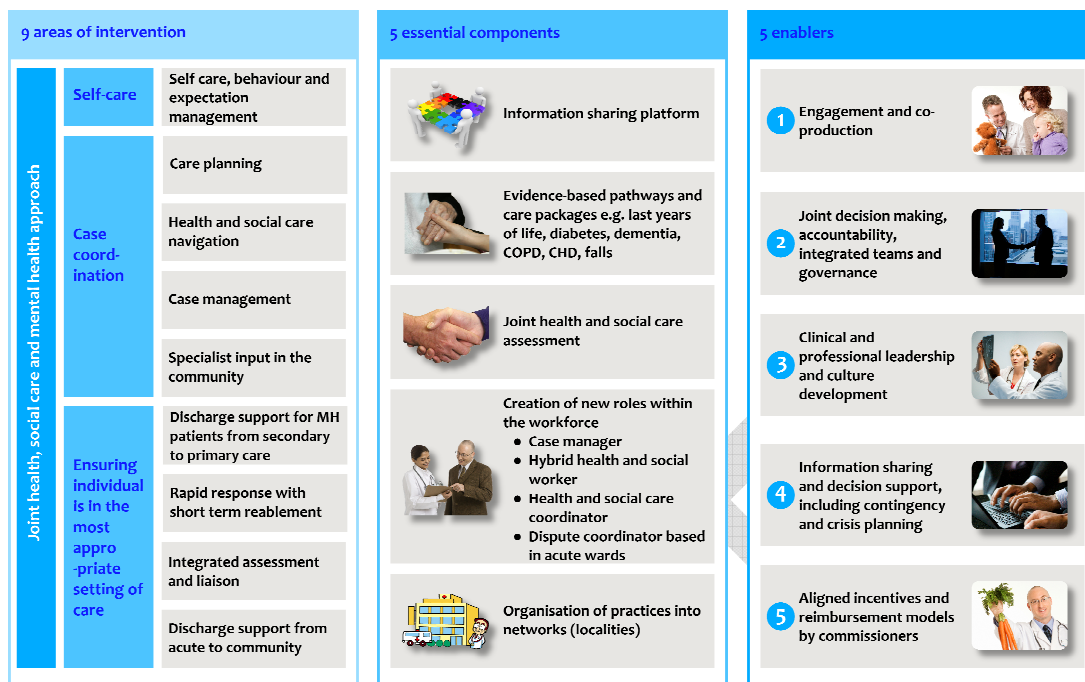 9 areas of intervention
Joint health, social care and mental health approach
Self-care
Self care, behaviour and
expectation
management
Case
coord-
ination
Care planning
Health and social care
navigation
Case management
Specialist input in the
community
Ensuring
individual
is in the
most
appro
-priate
setting of
care
Discharge support for MH
patients from secondary
to primary care
Rapid response with
short term reablement
Integrated assessment
and liaison
Discharge support from
acute to community
5 essential components
Information sharing platform
Evidence-based pathways and
care packages e.g. last years
of life, diabetes, dementia,
COPD, CHD, falls
Joint health and social care
assessment
Creation of new roles within
the workforce
● Case manager
● Hybrid health and social
worker
● Health and social care
coordinator
● Dispute coordinator based
in acute wards
Organisation of practices into
networks (localities)
5 enablers
1
Engagement and co-
production
2
Joint decision making,
accountability,
integrated teams and
governance
3
Clinical and
professional leadership
and culture
development
4
Information sharing
and decision support,
including contingency
and crisis planning
5
Aligned incentives and
reimbursement models
by commissioners